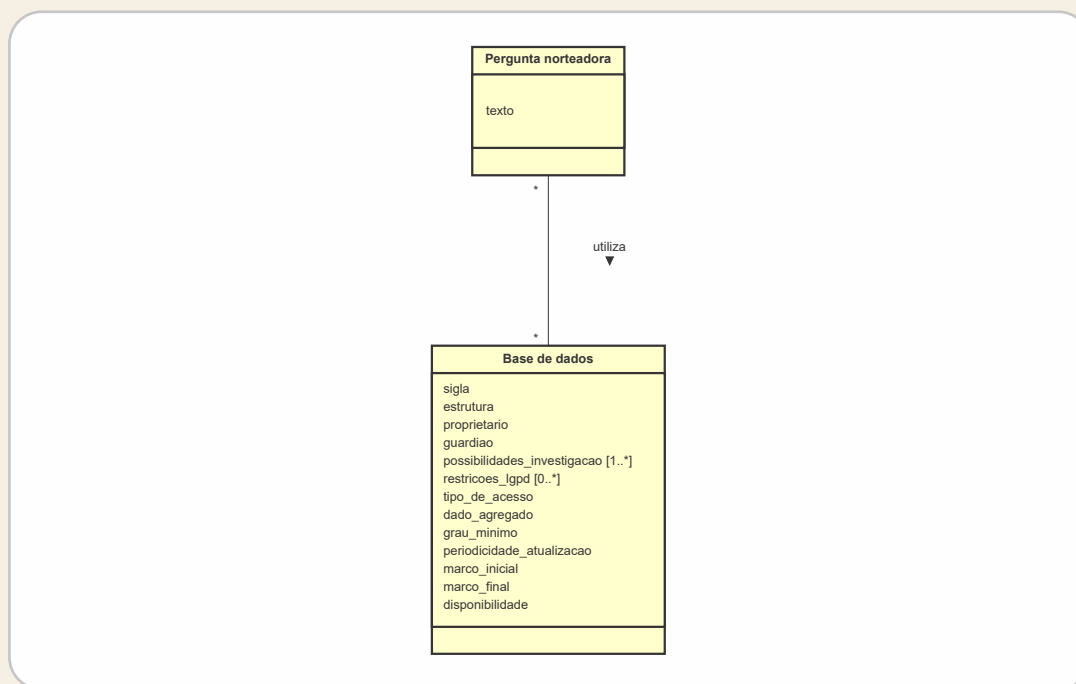 Pergunta norteadora
texto
*
utiliza
*
Base de dados
sigla
estrutura
proprietario
guardiao
possibilidades_investigacao [1..*]
restricoes_lgpd [0..*]
tipo_de_acesso
dado_agregado
grau_minimo
periodicidade_atualizacao
marco_inicial
marco_final
disponibilidade